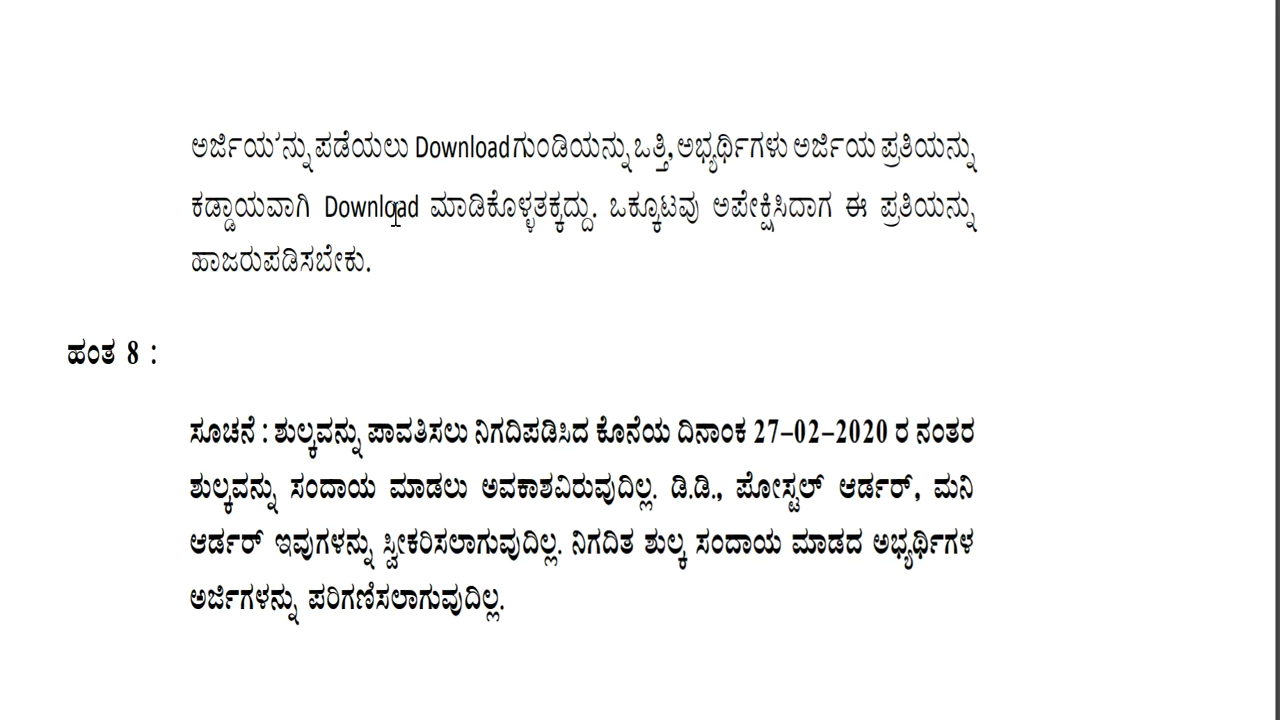 ಅರ್ಜಿಯ'ನ್ನು ಪಡೆಯಲು Download ಗುಂಡಿಯನ್ನು ಒತ್ತಿ, ಅಭ್ಯರ್ಥಿಗಳು ಅರ್ಜಿಯ ಪ್ರತಿಯನ್ನು
ಕಡ್ಡಾಯವಾಗಿ Download ಮಾಡಿಕೊಳ್ಳತಕ್ಕದ್ದು. ಒಕ್ಕೂಟವು ಅಪೇಕ್ಷಿಸಿದಾಗ ಈ ಪ್ರತಿಯನ್ನು
ಹಾಜರುಪಡಿಸಬೇಕು.
ಹಂತ 8 :
ಸೂಚನೆ : ಶುಲ್ಕವನ್ನು ಪಾವತಿಸಲು ನಿಗದಿಪಡಿಸಿದ ಕೊನೆಯ ದಿನಾಂಕ 27-02-2020 ರ ನಂತರ
ಶುಲ್ಕವನ್ನು ಸಂದಾಯ ಮಾಡಲು ಅವಕಾಶವಿರುವುದಿಲ್ಲ. ಡಿ.ಡಿ., ಪೋಸ್ಟಲ್ ಆರ್ಡರ್, ಮನಿ
ಆರ್ಡರ್ ಇವುಗಳನ್ನು ಸ್ವೀಕರಿಸಲಾಗುವುದಿಲ್ಲ. ನಿಗದಿತ ಶುಲ್ಕ ಸಂದಾಯ ಮಾಡದ ಅಭ್ಯರ್ಥಿಗಳ
ಅರ್ಜಿಗಳನ್ನು ಪರಿಗಣಿಸಲಾಗುವುದಿಲ್ಲ.